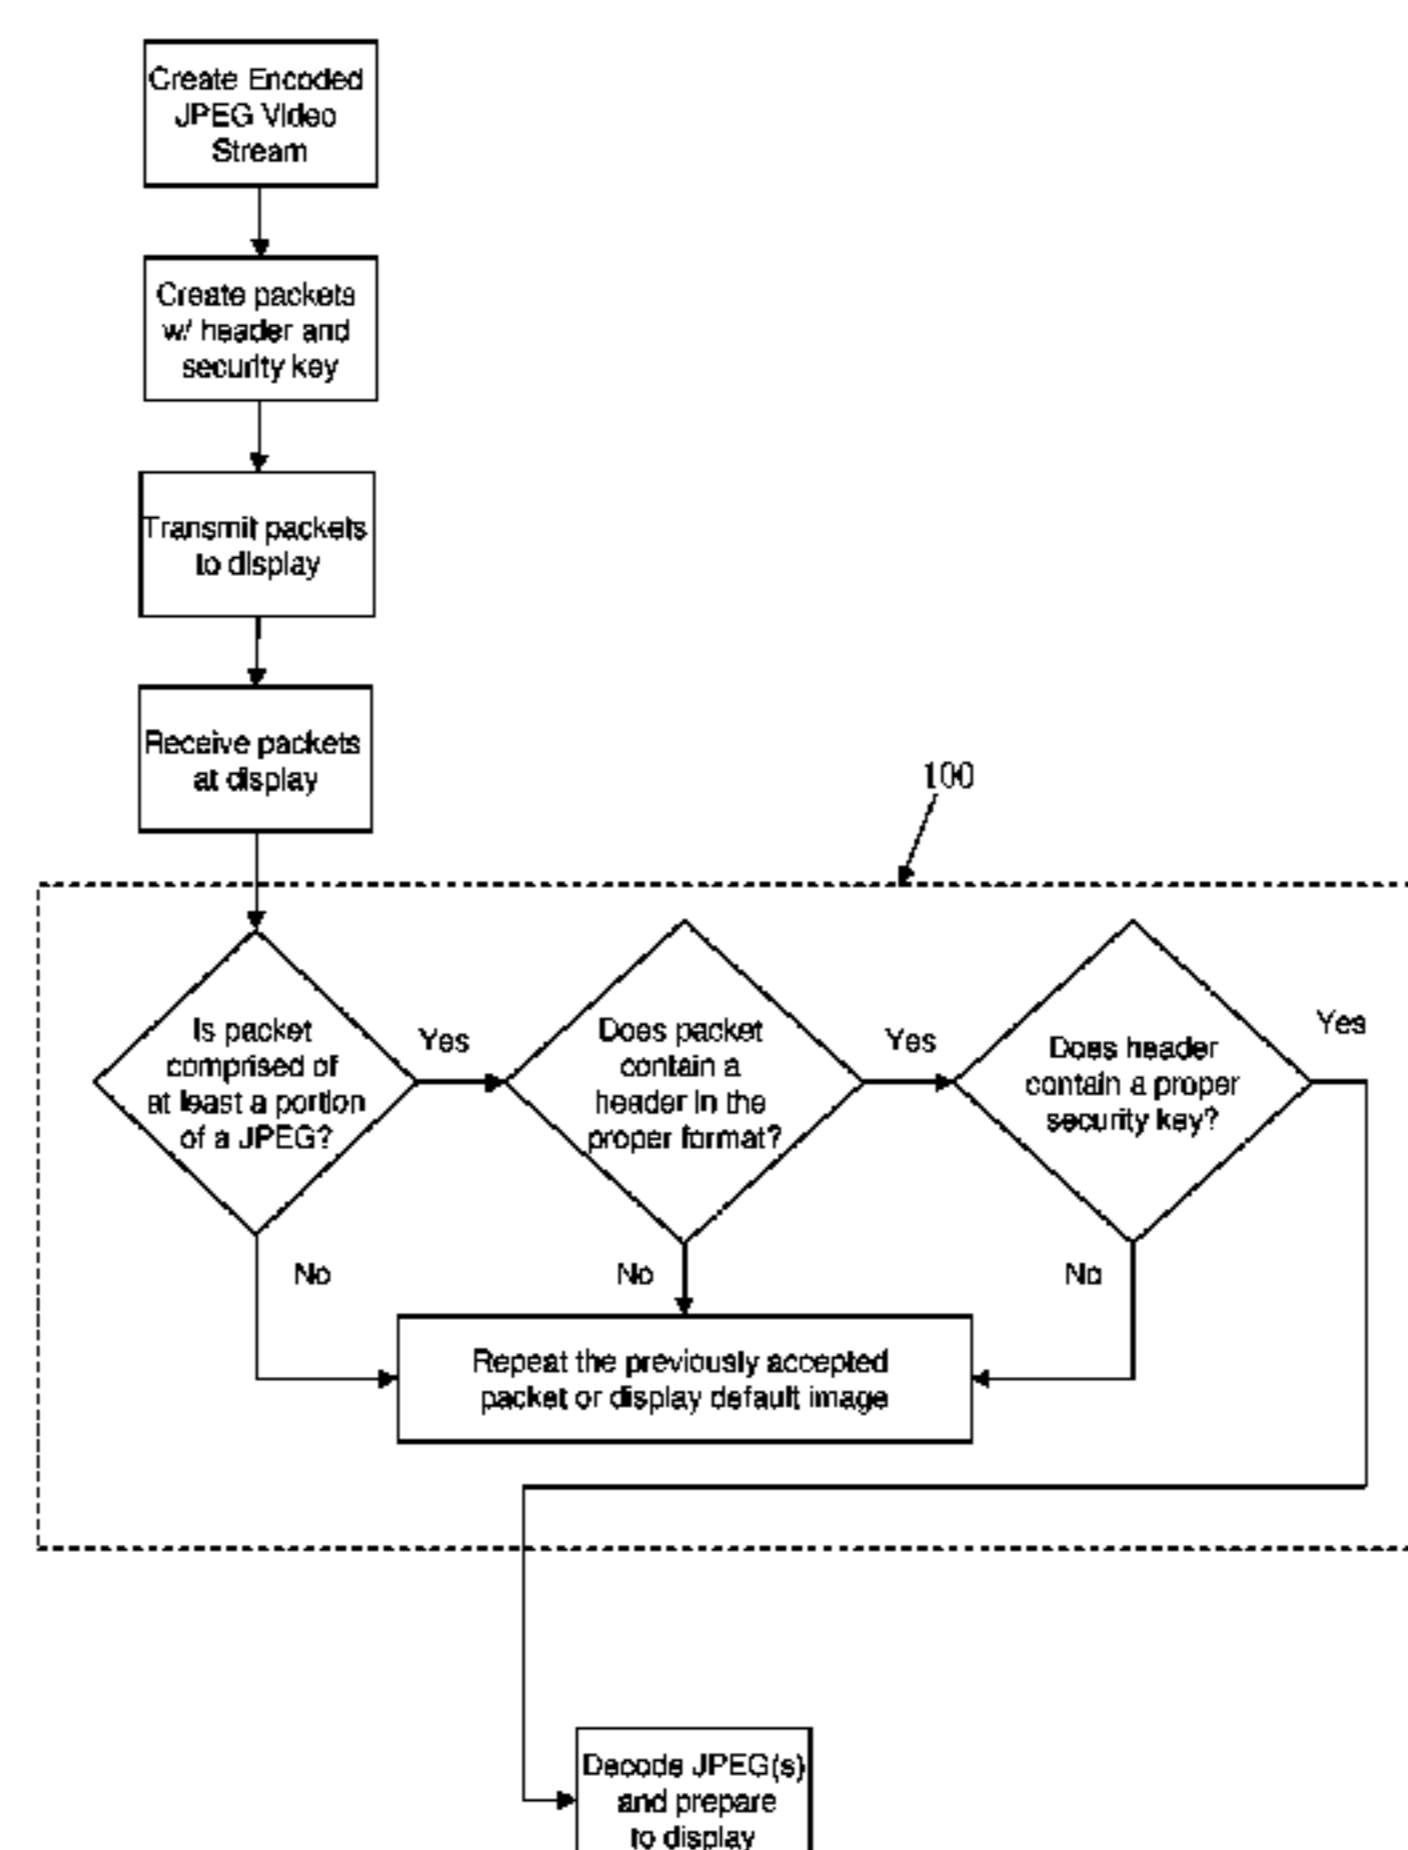 Create Encoded
JPEG Video
Stream
Create packets
w/ header and
security key
Transmit packets
to display
Receive packets
at display
100
Is packet
comprised of
at least a portion
of a JPEG?
Yes
Does packet
contain a
header in the
proper format?
Yes
Does header
contain a proper
security key?
Yes
No
No
No
Repeat the previously accepted
packet or display default image
Decode JPEG(s)
and prepare
to display